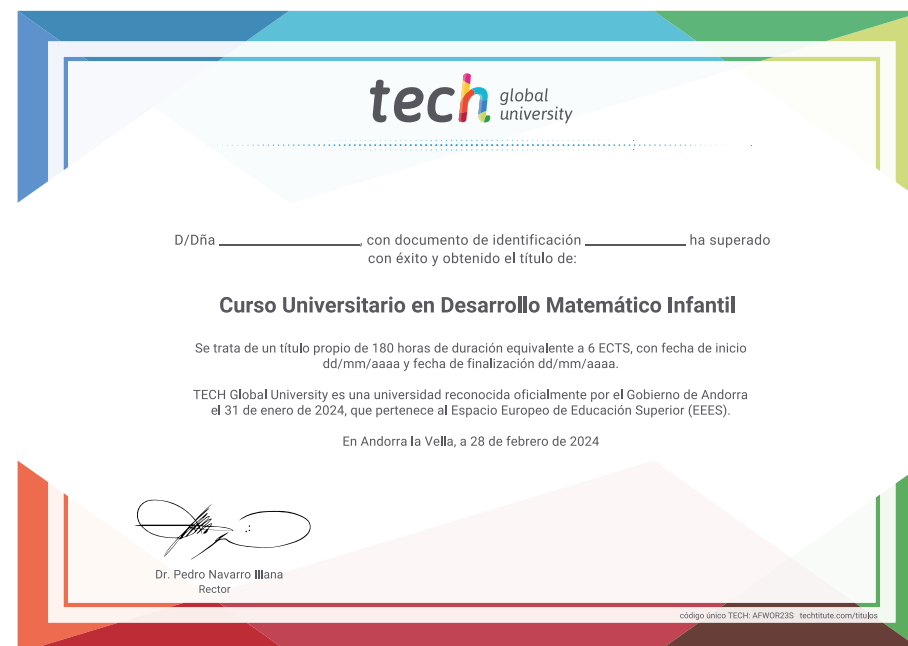 tech global university
D/Dña ____________________, con documento de identificación ______________ ha superado
con éxito y obtenido el título de:
Curso Universitario en Desarrollo Matemático Infantil
Se trata de un título propio de 180 horas de duración equivalente a 6 ECTS, con fecha de inicio
dd/mm/aaaa y fecha de finalización dd/mm/aaaa.
TECH Global University es una universidad reconocida oficialmente por el Gobierno de Andorra
el 31 de enero de 2024, que pertenece al Espacio Europeo de Educación Superior (EEES).
En Andorra la Vella, a 28 de febrero de 2024
Dr. Pedro Navarro Illana
Rector
código único TECH: AFWOR23S techtitute.com/titulos